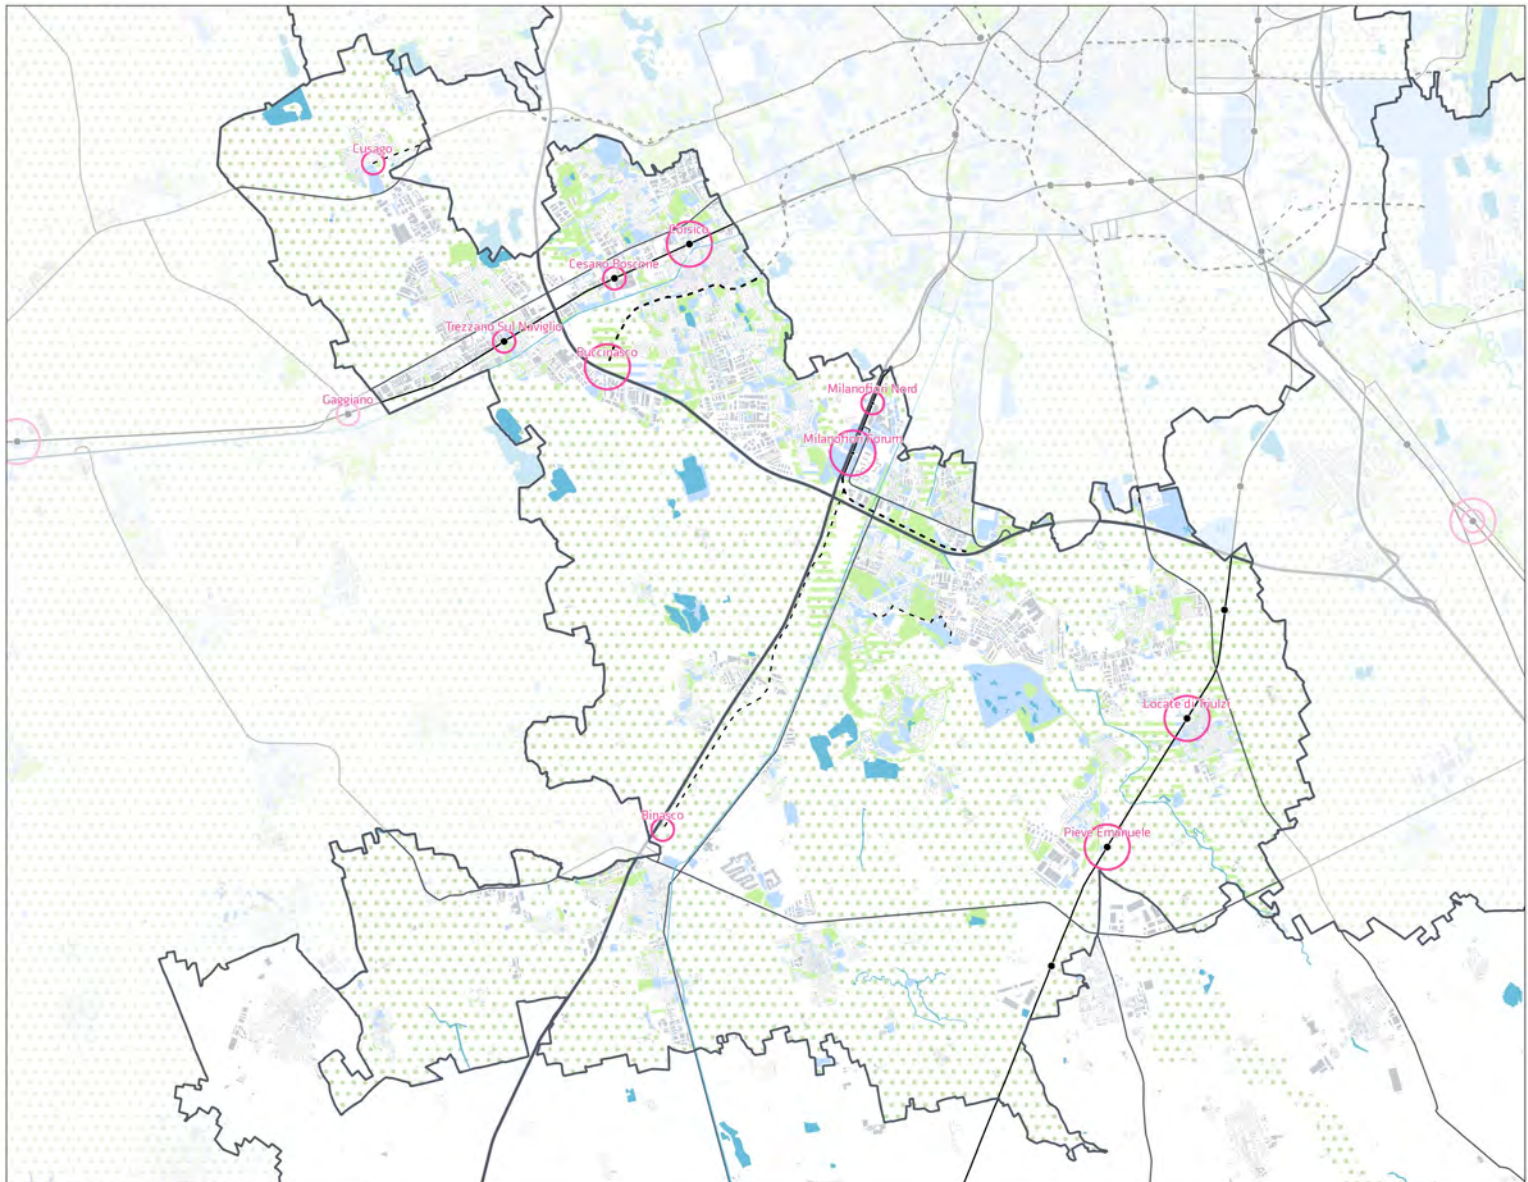 Cusago
Corsico
Cesano Boscone
Trezzano Sul Naviglio
Buccinasco
Milanofiori Nord
Gaggiano
Milanofiori Forum
Locate di Triulzi
Binasco
Pieve Emanuele